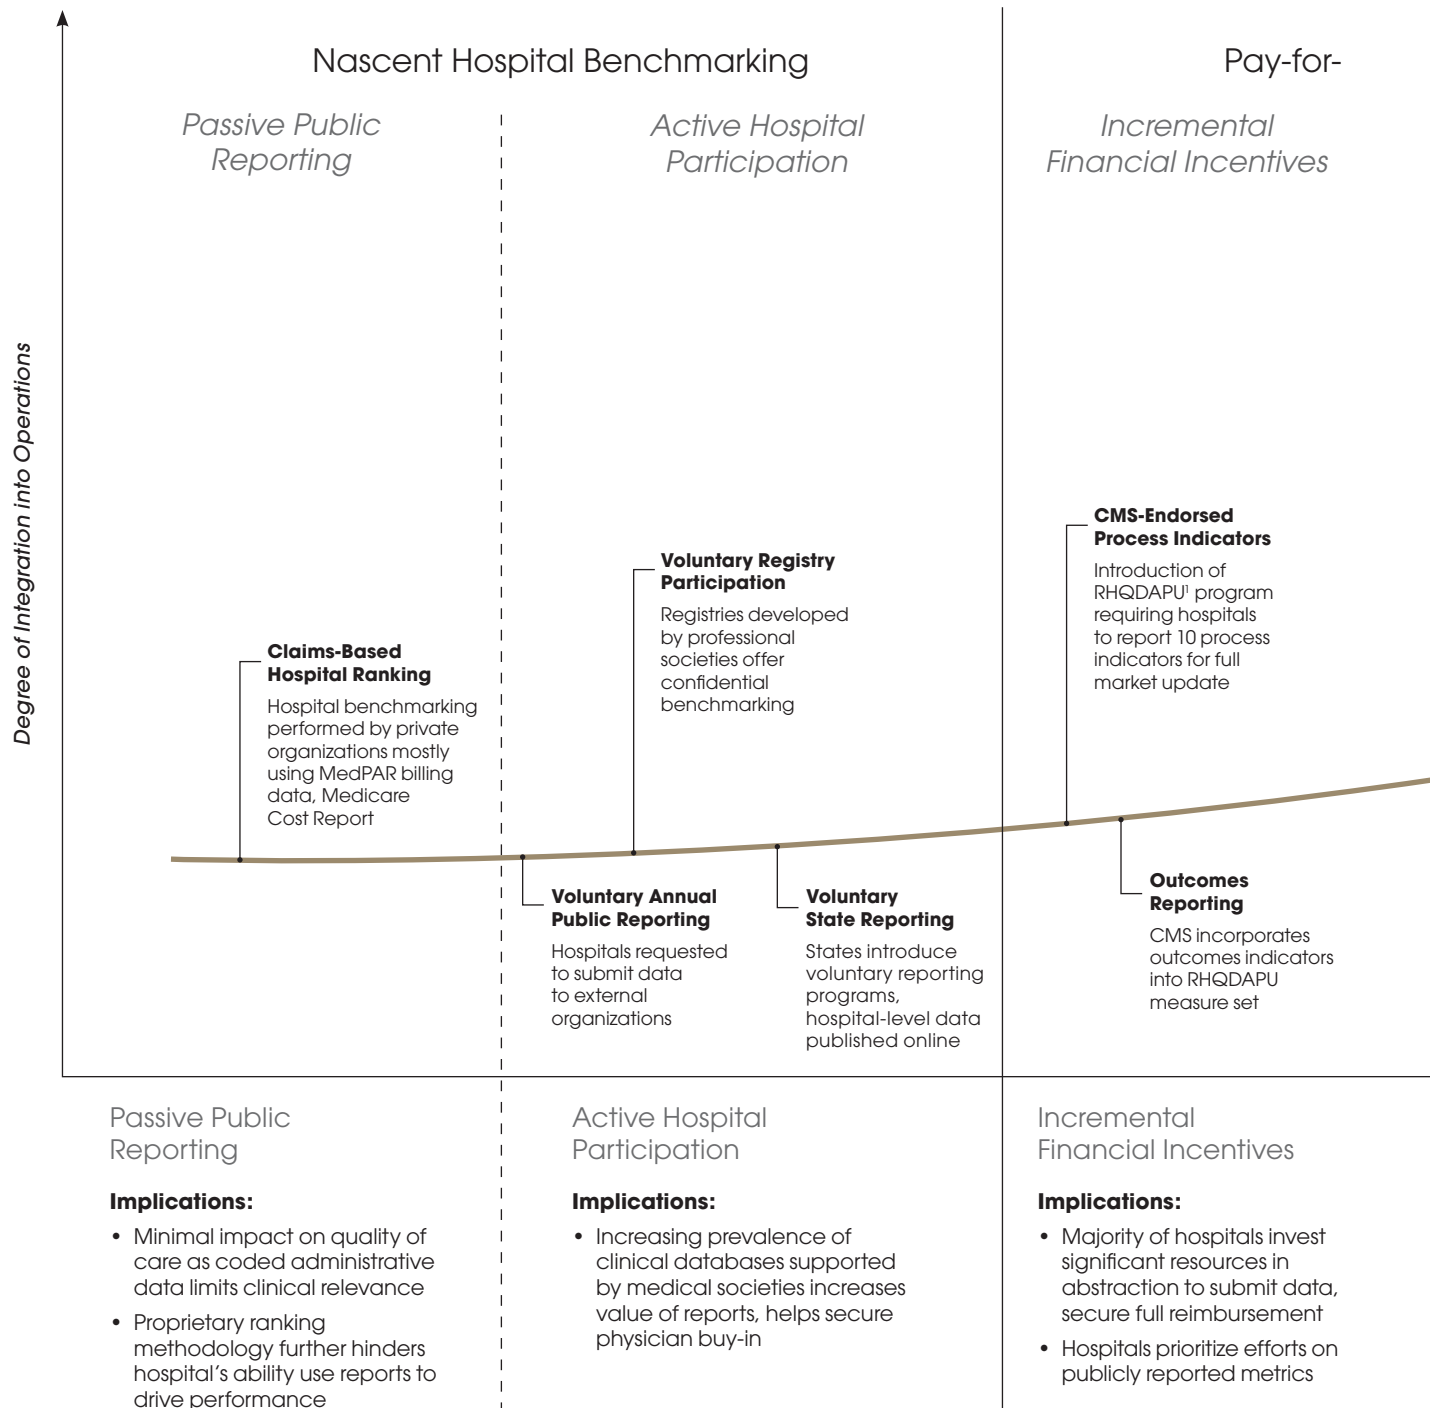 Nascent Hospital Benchmarking
Pay-for-
Passive Public
Reporting
Active Hospital
Participation
Incremental
Financial Incentives
Degree of Integration into Operations
Claims-Based
Hospital Ranking
Hospital benchmarking
performed by private
organizations mostly
using MedPAR billing
data, Medicare
Cost Report
Voluntary Annual
Public Reporting
Hospitals requested
to submit data
to external
organizations
Voluntary Registry
Participation
Registries developed
by professional
societies offer
confidential
benchmarking
Voluntary
State Reporting
States introduce
voluntary reporting
programs,
hospital-level data
published online
CMS-Endorsed
Process Indicators
Introduction of
RHQDAPU¹ program
requiring hospitals
to report 10 process
indicators for full
market update
Outcomes
Reporting
CMS incorporates
outcomes indicators
into RHQDAPU
measure set
Passive Public
Reporting
Implications:
• Minimal impact on quality of
care as coded administrative
data limits clinical relevance
• Proprietary ranking
methodology further hinders
hospital’s ability use reports to
drive performance
Active Hospital
Participation
Implications:
• Increasing prevalence of
clinical databases supported
by medical societies increases
value of reports, helps secure
physician buy-in
Incremental
Financial Incentives
Implications:
• Majority of hospitals invest
significant resources in
abstraction to submit data,
secure full reimbursement
• Hospitals prioritize efforts on
publicly reported metrics